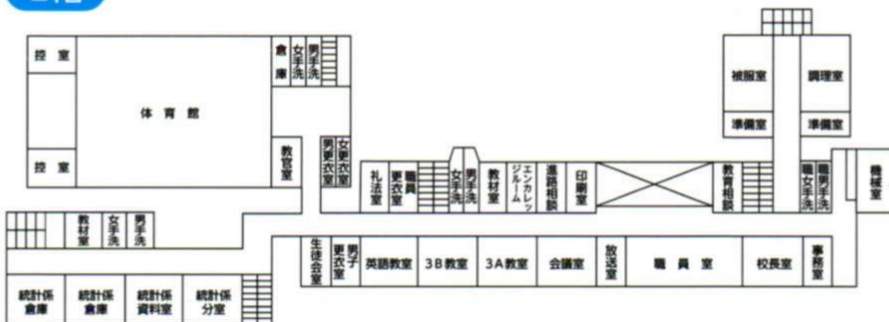 控室
体育館
控室
倉庫
女手洗
男手洗
教官室
男更衣室
女更衣室
被服室
調理室
準備室
準備室
礼法室
職員更衣室
女手洗
男手洗
教材室
エンカレッジルーム
進路相談
印刷室
教育相談
職女手洗
職男手洗
機械室
教材室
女手洗
男手洗
生徒会室
男子更衣室
英語教室
3B教室
3A教室
会議室
放送室
職員室
校長室
事務室
統計係倉庫
統計係倉庫
統計係資料室
統計係分室